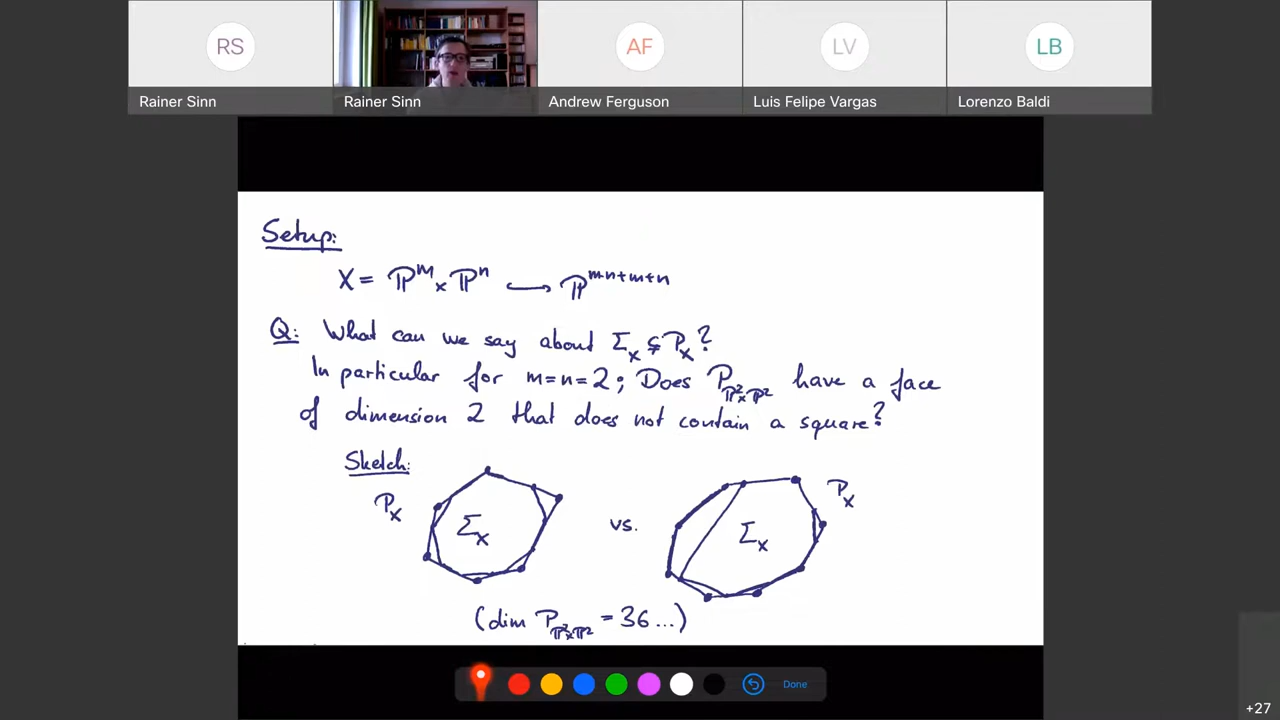 RS
AF
LV
LB
Rainer Sinn
Rainer Sinn
Andrew Ferguson
Luis Felipe Vargas
Lorenzo Baldi
Setup:
X = ℙ^m × ℙ^n ↪ ℙ^{mn+m+n}
Q: What can we say about Σ_X ⊊ P_X?
In particular for m=n=2; Does P_{ℙ²×ℙ²} have a face
of dimension 2 that does not contain a square?
Sketch:
P_X
Σ_X
vs.
Σ_X
P_X
(dim P_{ℙ²×ℙ²} = 36 ...)
Done
+27